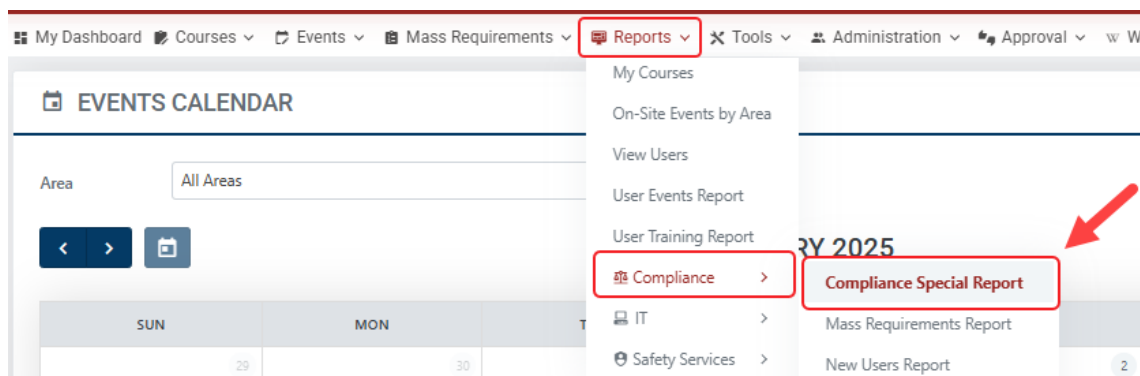 My Dashboard Courses Events Mass Requirements Reports Tools Administration Approval W
EVENTS CALENDAR
My Courses
On-Site Events by Area
View Users
Area All Areas
User Events Report
User Training Report
RY 2025
Compliance
Compliance Special Report
SUN MON T
IT
Mass Requirements Report
29 30
Safety Services
New Users Report
2